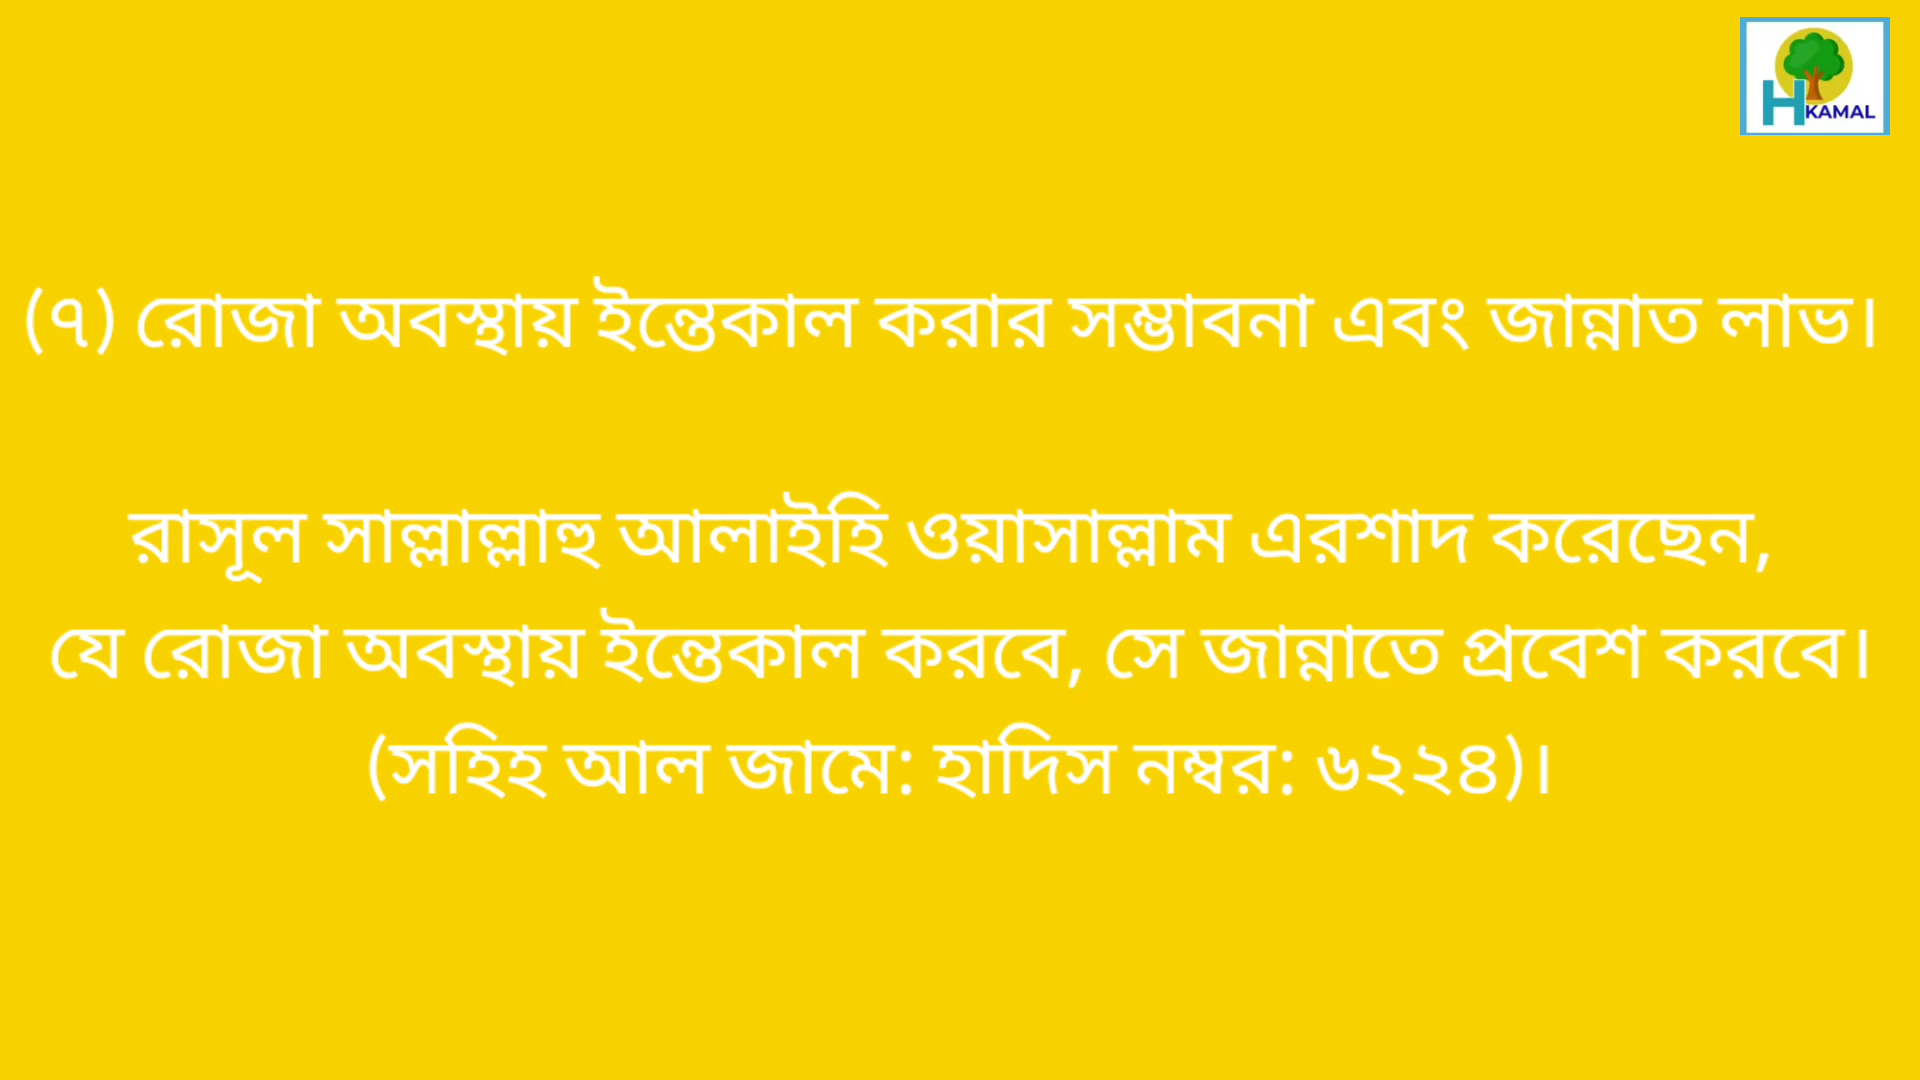 H KAMAL
(৭) রোজা অবস্থায় ইন্তেকাল করার সম্ভাবনা এবং জান্নাত লাভ।
রাসূল সাল্লাল্লাহু আলাইহি ওয়াসাল্লাম এরশাদ করেছেন,
যে রোজা অবস্থায় ইন্তেকাল করবে, সে জান্নাতে প্রবেশ করবে।
(সহিহ আল জামে: হাদিস নম্বর: ৬২২৪)।